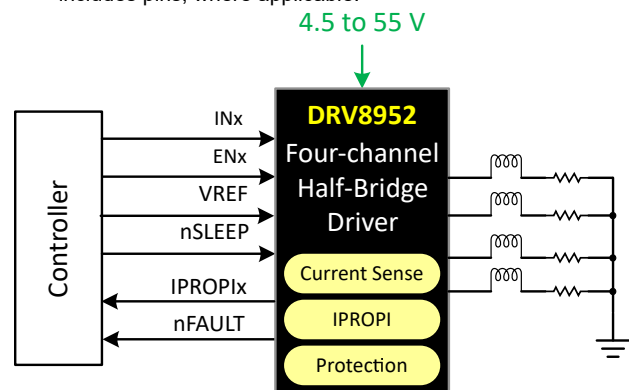 includes pins, where applicable.
4.5 to 55 V
Controller
INx
ENx
VREF
nSLEEP
IPROPIx
nFAULT
DRV8952
Four-channel
Half-Bridge
Driver
Current Sense
IPROPI
Protection